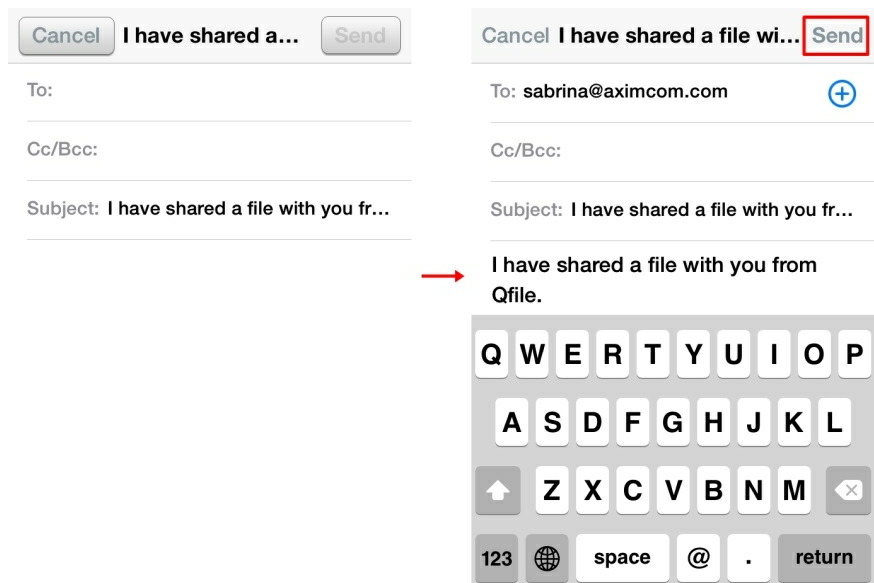 Cancel I have shared a... Send
To:
Cc/Bcc:
Subject: I have shared a file with you fr...
Cancel I have shared a file wi... Send
To: sabrina@aximcom.com
Cc/Bcc:
Subject: I have shared a file with you fr...
I have shared a file with you from
Qfile.
Q W E R T Y U I O P
A S D F G H J K L
Z X C V B N M
123 space @ . return